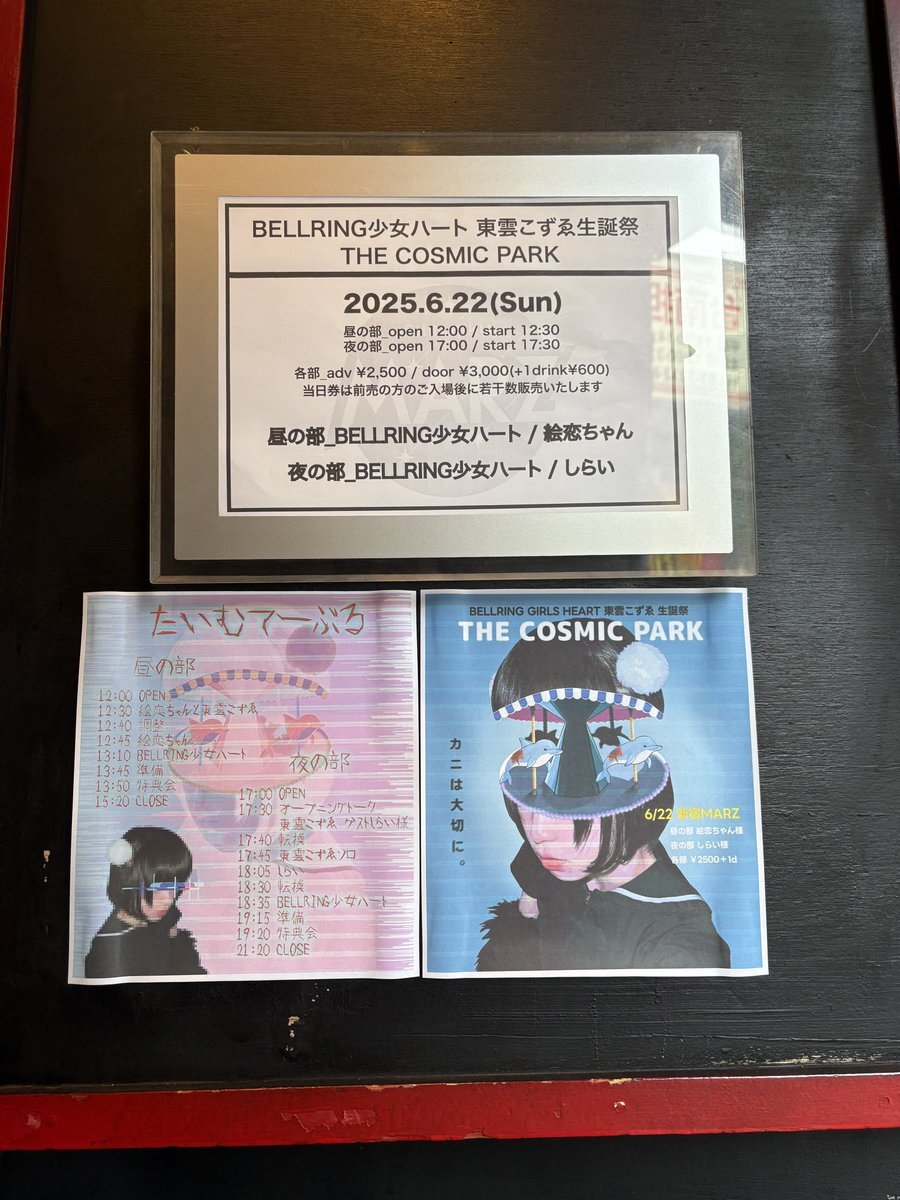 BELLRING少女ハート 東雲こずゑ生誕祭
THE COSMIC PARK
2025.6.22(Sun)
昼の部_open 12:00 / start 12:30
夜の部_open 17:00 / start 17:30
各部_adv ¥2,500 / door ¥3,000(+1drink¥600)
当日券は前売の方のご入場後に若干数販売いたします
MARZ
昼の部_BELLRING少女ハート / 絵恋ちゃん
夜の部_BELLRING少女ハート / しらい
たいむてーぶる
昼の部
12:00 OPEN
12:30 絵恋ちゃんと東雲こずゑ
12:40 調整
12:45 絵恋ちゃん
13:10 BELLRING少女ハート
13:45 準備
13:50 特典会
15:20 CLOSE
夜の部
17:00 OPEN
17:30 オープニングトーク
東雲こずゑ ゲストしらい様
17:40 転換
17:45 東雲こずゑソロ
18:05 しらい
18:30 転換
18:35 BELLRING少女ハート
19:15 準備
19:20 特典会
21:20 CLOSE
BELLRING GIRLS HEART 東雲こずゑ 生誕祭
THE COSMIC PARK
カニは大切に。
6/22 新宿MARZ
昼の部 絵恋ちゃん様
夜の部 しらい様
各部 ¥2500+1d